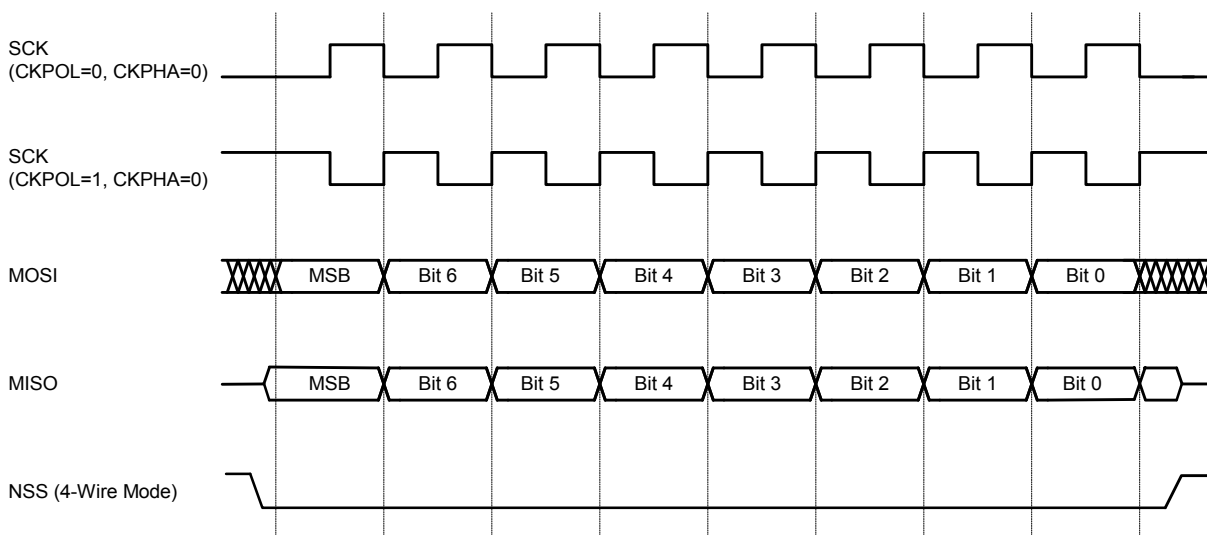 SCK
(CKPOL=0, CKPHA=0)
SCK
(CKPOL=1, CKPHA=0)
MOSI
MSB Bit 6 Bit 5 Bit 4 Bit 3 Bit 2 Bit 1 Bit 0
MISO
MSB Bit 6 Bit 5 Bit 4 Bit 3 Bit 2 Bit 1 Bit 0
NSS (4-Wire Mode)